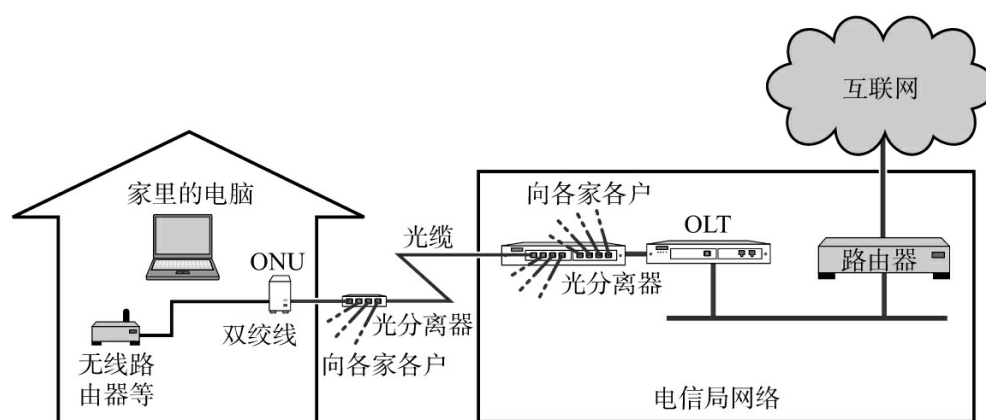 互联网
家里的电脑
向各家各户
ONU
光缆
OLT
路由器
光分离器
双绞线
光分离器
无线路
由器等
向各家各户
电信局网络